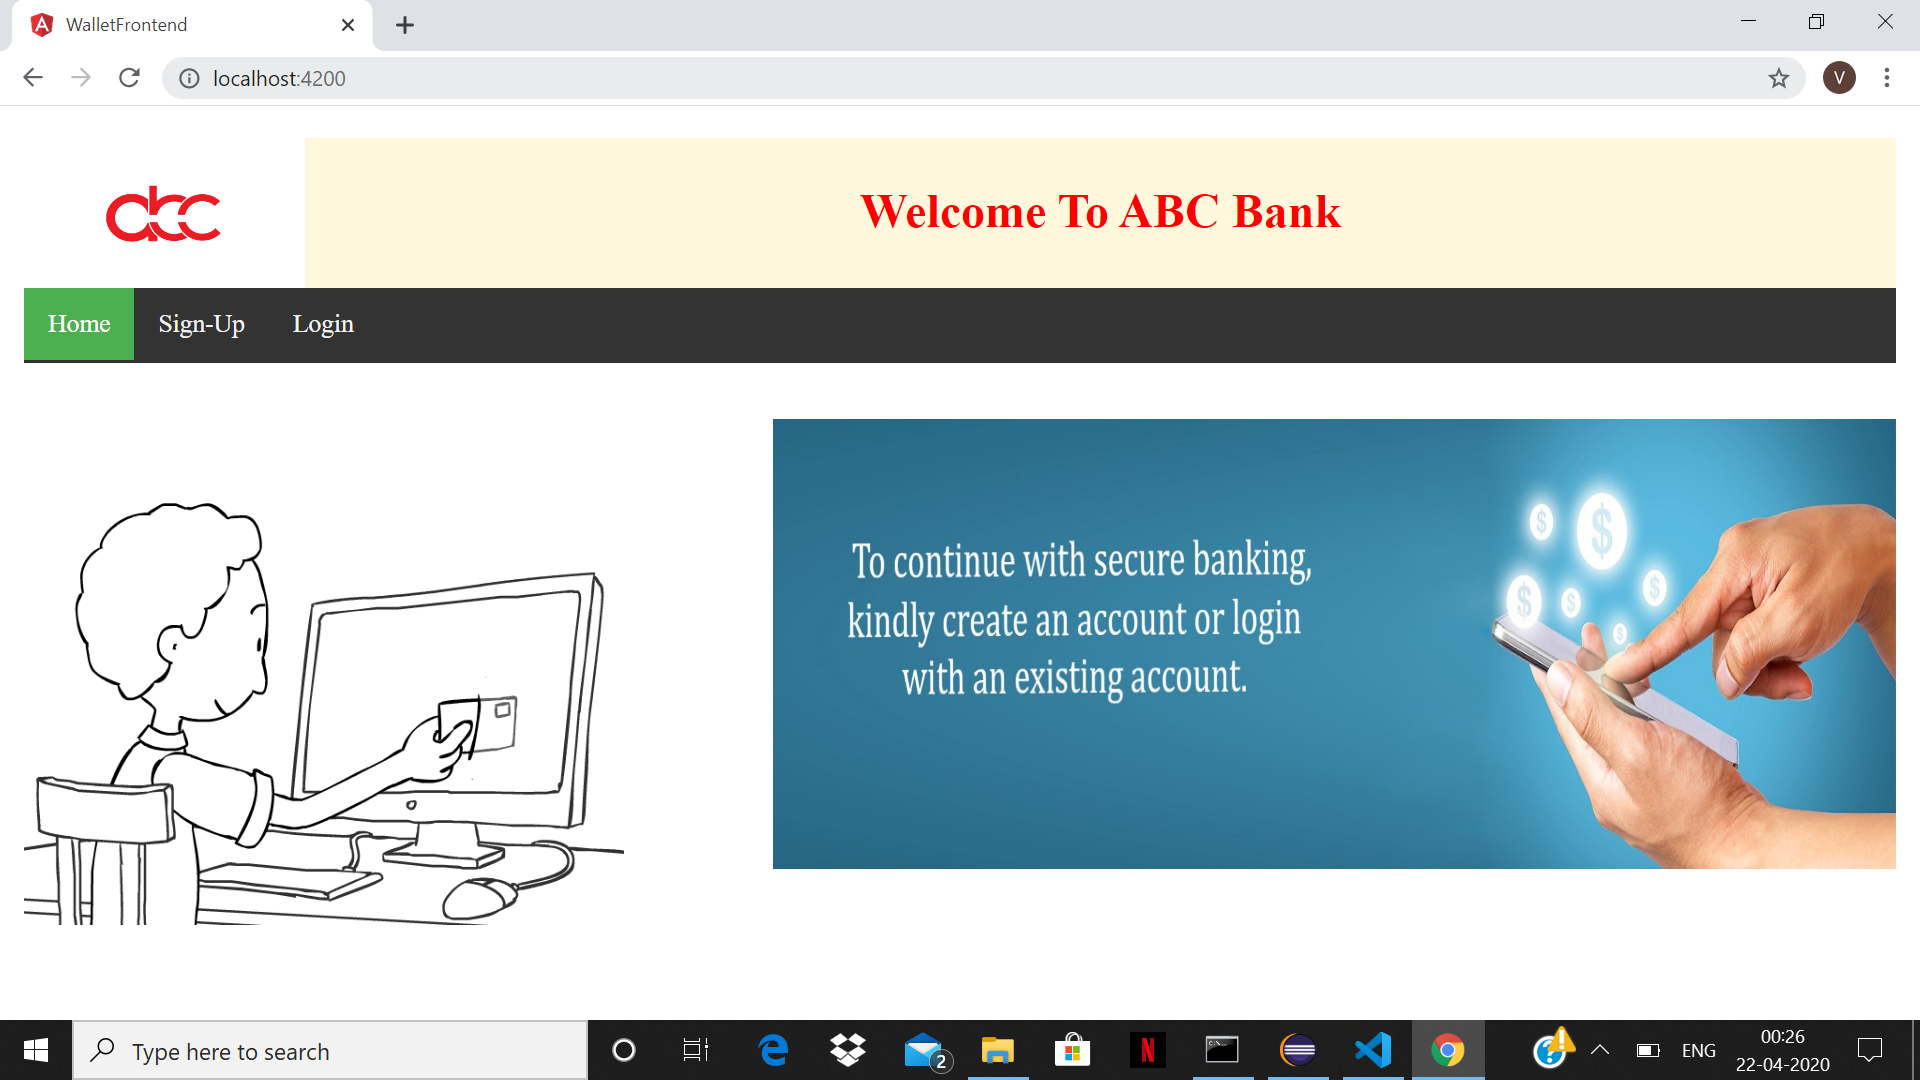 WalletFrontend
localhost:4200
V
abc
Welcome To ABC Bank
Home Sign-Up Login
To continue with secure banking,
kindly create an account or login
with an existing account.
$ $ $ $ $ $
Type here to search
2
N
C:\_
ENG
00:26
22-04-2020